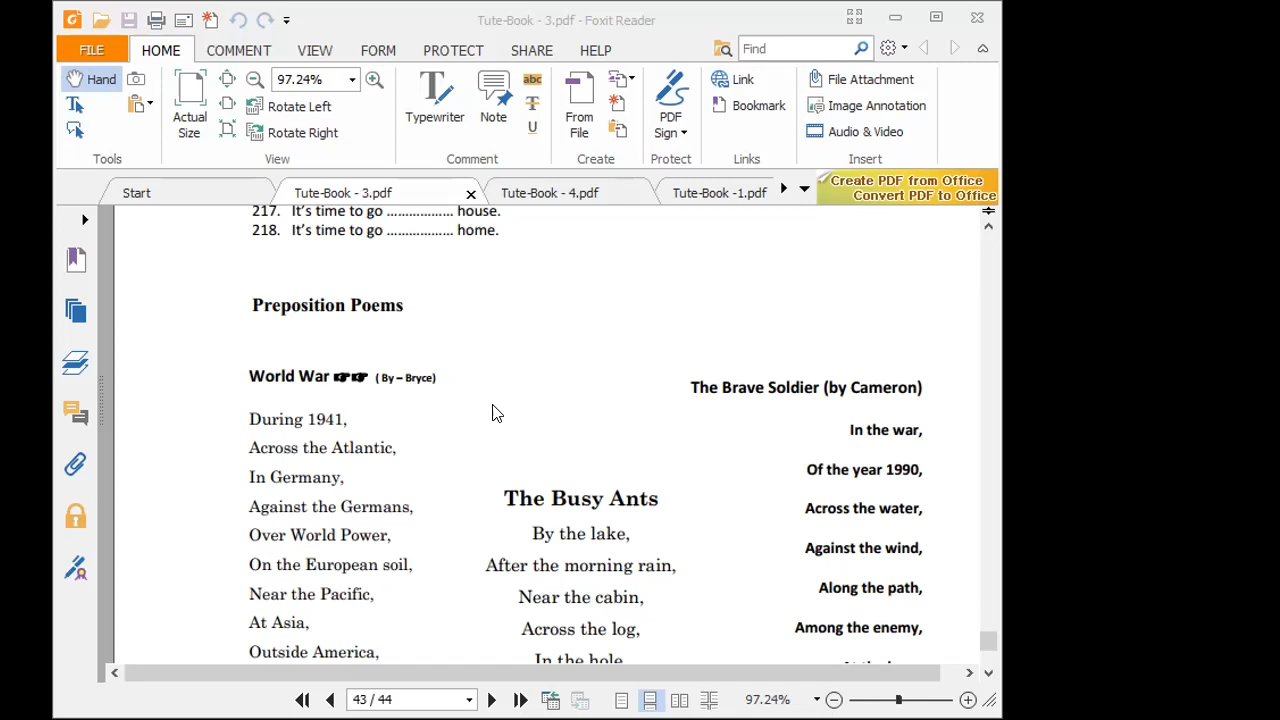 Tute-Book - 3.pdf - Foxit Reader
FILE HOME COMMENT VIEW FORM PROTECT SHARE HELP
Find
Hand
97.24%
Actual Size
Rotate Left
Rotate Right
Typewriter
Note
abc
T
U
From File
PDF Sign
Link
Bookmark
File Attachment
Image Annotation
Audio & Video
Tools View Comment Create Protect Links Insert
Start
Tute-Book - 3.pdf
Tute-Book - 4.pdf
Tute-Book -1.pdf
Create PDF from Office
Convert PDF to Office
217. It's time to go .................. house.
218. It's time to go .................. home.
Preposition Poems
World War ☛☛ ( By – Bryce)
During 1941,
Across the Atlantic,
In Germany,
Against the Germans,
Over World Power,
On the European soil,
Near the Pacific,
At Asia,
Outside America,
The Busy Ants
By the lake,
After the morning rain,
Near the cabin,
Across the log,
In the hole
The Brave Soldier (by Cameron)
In the war,
Of the year 1990,
Across the water,
Against the wind,
Along the path,
Among the enemy,
43 / 44
97.24%